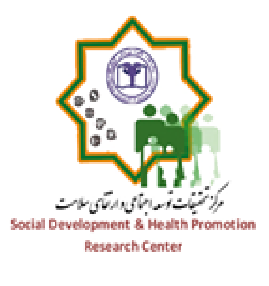 مرکز تحقیقات توسعه اجتماعی و ارتقای سلامت
Social Development & Health Promotion
Research Center